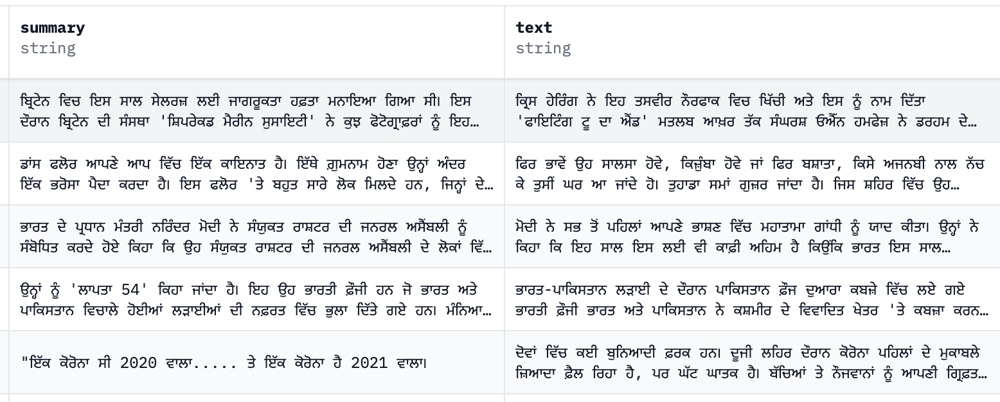 summary
string
text
string
ਬ੍ਰਿਟੇਨ ਵਿਚ ਇਸ ਸਾਲ ਸੇਲਰਜ਼ ਲਈ ਜਾਗਰੂਕਤਾ ਹਫ਼ਤਾ ਮਨਾਇਆ ਗਿਆ ਸੀ। ਇਸ
ਦੌਰਾਨ ਬ੍ਰਿਟੇਨ ਦੀ ਸੰਸਥਾ 'ਸ਼ਿਪਰੇਕਡ ਮੈਰੀਨ ਸੁਸਾਇਟੀ' ਨੇ ਕੁਝ ਫੋਟੋਗ੍ਰਾਫ਼ਰਾਂ ਨੂੰ ਇਹ…
ਕ੍ਰਿਸ ਹੇਰਿੰਗ ਨੇ ਇਹ ਤਸਵੀਰ ਨੌਰਫਾਕ ਵਿਚ ਖਿੱਚੀ ਅਤੇ ਇਸ ਨੂੰ ਨਾਮ ਦਿੱਤਾ
'ਫਾਇਟਿੰਗ ਟੂ ਦਾ ਐਂਡ' ਮਤਲਬ ਆਖ਼ਰ ਤੱਕ ਸੰਘਰਸ਼ ਓਐੱਨ ਹਮਫੇਜ਼ ਨੇ ਡਰਹਮ ਦੇ…
ਡਾਂਸ ਫਲੋਰ ਆਪਣੇ ਆਪ ਵਿੱਚ ਇੱਕ ਕਾਇਨਾਤ ਹੈ। ਇੱਥੇ ਗ਼ੁਮਨਾਮ ਹੋਣਾ ਉਨ੍ਹਾਂ ਅੰਦਰ
ਇੱਕ ਭਰੋਸਾ ਪੈਦਾ ਕਰਦਾ ਹੈ। ਇਸ ਫਲੋਰ 'ਤੇ ਬਹੁਤ ਸਾਰੇ ਲੋਕ ਮਿਲਦੇ ਹਨ, ਜਿਨ੍ਹਾਂ ਦੇ…
ਫਿਰ ਭਾਵੇਂ ਉਹ ਸਾਲਸਾ ਹੋਵੇ, ਕਿਜ਼ੁੰਬਾ ਹੋਵੇ ਜਾਂ ਫਿਰ ਬਸ਼ਾਤਾ, ਕਿਸੇ ਅਜਨਬੀ ਨਾਲ ਨੱਚ
ਕੇ ਤੁਸੀਂ ਘਰ ਆ ਜਾਂਦੇ ਹੋ। ਤੁਹਾਡਾ ਸਮਾਂ ਗੁਜ਼ਰ ਜਾਂਦਾ ਹੈ। ਜਿਸ ਸ਼ਹਿਰ ਵਿੱਚ ਉਹ…
ਭਾਰਤ ਦੇ ਪ੍ਰਧਾਨ ਮੰਤਰੀ ਨਰਿੰਦਰ ਮੋਦੀ ਨੇ ਸੰਯੁਕਤ ਰਾਸ਼ਟਰ ਦੀ ਜਨਰਲ ਅਸੈਂਬਲੀ ਨੂੰ
ਸੰਬੋਧਿਤ ਕਰਦੇ ਹੋਏ ਕਿਹਾ ਕਿ ਉਹ ਸੰਯੁਕਤ ਰਾਸ਼ਟਰ ਦੀ ਜਨਰਲ ਅਸੈਂਬਲੀ ਦੇ ਲੋਕਾਂ ਵਿੱ…
ਮੋਦੀ ਨੇ ਸਭ ਤੋਂ ਪਹਿਲਾਂ ਆਪਣੇ ਭਾਸ਼ਣ ਵਿੱਚ ਮਹਾਤਾਮਾ ਗਾਂਧੀ ਨੂੰ ਯਾਦ ਕੀਤਾ। ਉਨ੍ਹਾਂ ਨੇ
ਕਿਹਾ ਕਿ ਇਹ ਸਾਲ ਇਸ ਲਈ ਵੀ ਕਾਫ਼ੀ ਅਹਿਮ ਹੈ ਕਿਉਂਕਿ ਭਾਰਤ ਇਸ ਸਾਲ…
ਉਨ੍ਹਾਂ ਨੂੰ 'ਲਾਪਤਾ 54' ਕਿਹਾ ਜਾਂਦਾ ਹੈ। ਇਹ ਉਹ ਭਾਰਤੀ ਫ਼ੌਜੀ ਹਨ ਜੋ ਭਾਰਤ ਅਤੇ
ਪਾਕਿਸਤਾਨ ਵਿਚਾਲੇ ਹੋਈਆਂ ਲੜਾਈਆਂ ਦੀ ਨਫ਼ਰਤ ਵਿੱਚ ਭੁਲਾ ਦਿੱਤੇ ਗਏ ਹਨ। ਮੰਨਿਆ…
ਭਾਰਤ-ਪਾਕਿਸਤਾਨ ਲੜਾਈ ਦੇ ਦੌਰਾਨ ਪਾਕਿਸਤਾਨ ਫ਼ੌਜ ਦੁਆਰਾ ਕਬਜ਼ੇ ਵਿੱਚ ਲਏ ਗਏ
ਭਾਰਤੀ ਫ਼ੌਜੀ ਭਾਰਤ ਅਤੇ ਪਾਕਿਸਤਾਨ ਨੇ ਕਸ਼ਮੀਰ ਦੇ ਵਿਵਾਦਿਤ ਖੇਤਰ 'ਤੇ ਕਬਜ਼ਾ ਕਰਨ…
"ਇੱਕ ਕੋਰੋਨਾ ਸੀ 2020 ਵਾਲਾ..... ਤੇ ਇੱਕ ਕੋਰੋਨਾ ਹੈ 2021 ਵਾਲਾ।
ਦੋਵਾਂ ਵਿੱਚ ਕਈ ਬੁਨਿਆਦੀ ਫ਼ਰਕ ਹਨ। ਦੂਜੀ ਲਹਿਰ ਦੌਰਾਨ ਕੋਰੋਨਾ ਪਹਿਲਾਂ ਦੇ ਮੁਕਾਬਲੇ
ਜ਼ਿਆਦਾ ਫ਼ੈਲ ਰਿਹਾ ਹੈ, ਪਰ ਘੱਟ ਘਾਤਕ ਹੈ। ਬੱਚਿਆਂ ਤੇ ਨੌਜਵਾਨਾਂ ਨੂੰ ਆਪਣੀ ਗ੍ਰਿਫ਼ਤ…